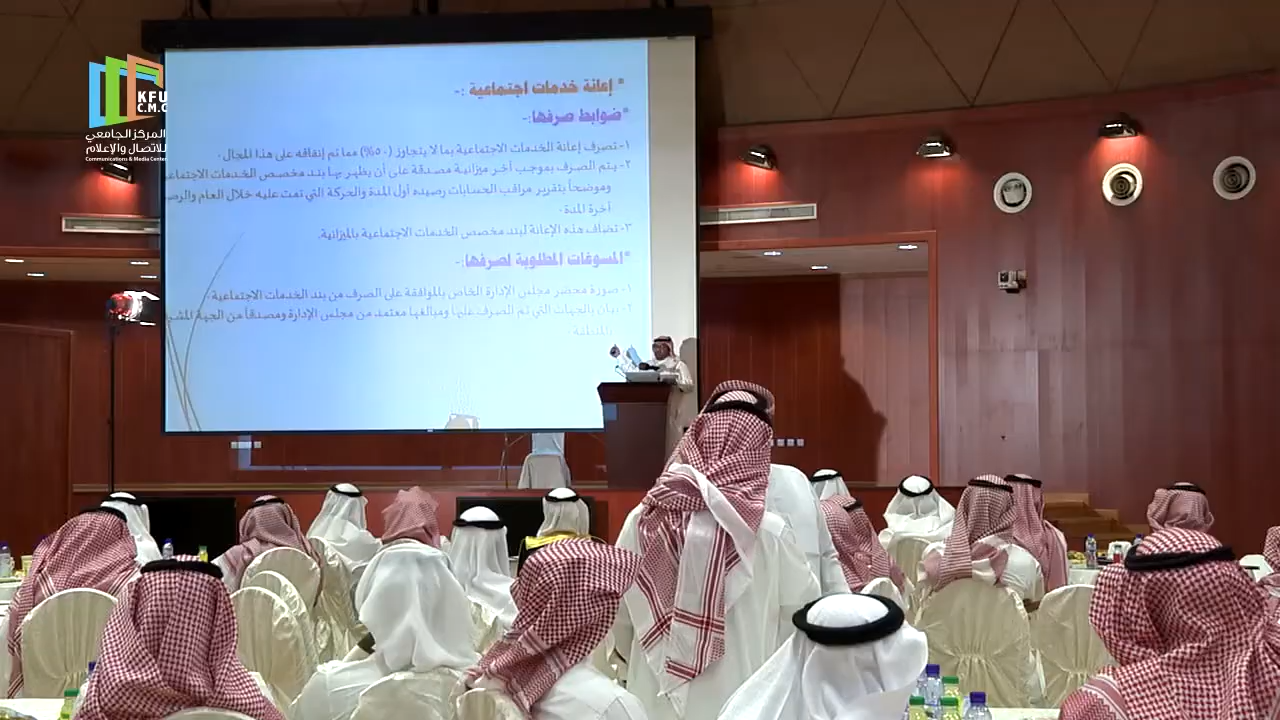 KFU
C.M.C
المركز الجامعي
للاتصال والإعلام
Communications & Media Center
* إعانة خدمات اجتماعية :-
*ضوابط صرفها:-
١- تصرف إعانة الخدمات الاجتماعية بما لا يتجاوز (٥٠%) مما تم إنفاقه على هذا المجال.
٢- يتم الصرف بموجب آخر ميزانية مصدقة على أن يظهر بها بند مخصص الخدمات الاجتماعي
وموضحاً بتقرير مراقب الحسابات رصيده أول المدة والحركة التي تمت عليه خلال العام والرص
آخرة المدة.
٣- تضاف هذه الإعانة لبند مخصص الخدمات الاجتماعية بالميزانية.
*المسوغات المطلوبة لصرفها:-
١- صورة محضر مجلس الإدارة الخاص بالموافقة على الصرف من بند الخدمات الاجتماعية.
٢- بيان بالجهات التي تم الصرف عليها ومبالغها معتمد من مجلس الإدارة ومصدقاً من الجهة المشر
بالمنطقة